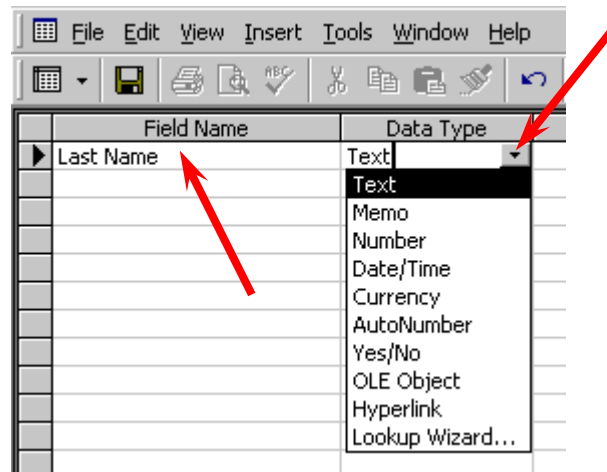 File Edit View Insert Tools Window Help
ABC
Field Name Data Type
Last Name Text
Text
Memo
Number
Date/Time
Currency
AutoNumber
Yes/No
OLE Object
Hyperlink
Lookup Wizard...